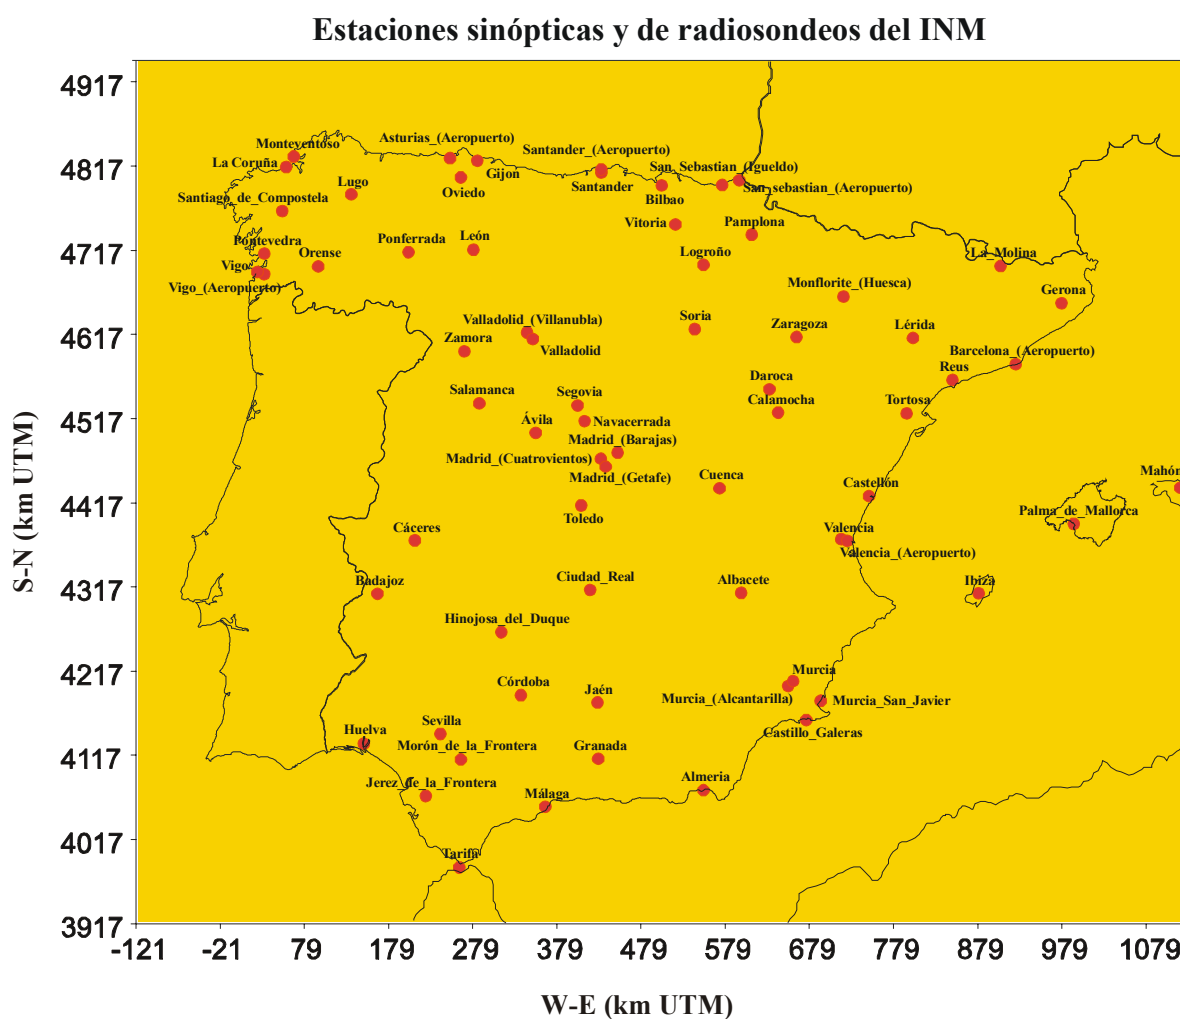 Estaciones sinópticas y de radiosondeos del INM
4917
Monteventoso
Asturias_(Aeropuerto)
Santander_(Aeropuerto)
4817
La Coruña
Gijon
San_Sebastian_(Igueldo)
Lugo
Oviedo
Santander
San_sebastian_(Aeropuerto)
Santiago_de_Compostela
Bilbao
Vitoria
Pamplona
4717
Pontevedra
Orense
Ponferrada
León
Logroño
La_Molina
Vigo
Vigo_(Aeropuerto)
Monflorite_(Huesca)
Gerona
4617
Valladolid_(Villanubla)
Soria
Zaragoza
Lérida
Zamora
Valladolid
Barcelona_(Aeropuerto)
Reus
Salamanca
Segovia
Daroca
Calamocha
Tortosa
4517
Ávila
Navacerrada
Madrid_(Barajas)
Madrid_(Cuatrovientos)
Madrid_(Getafe)
Cuenca
Castellón
Mahón
4417
Toledo
Palma_de_Mallorca
Cáceres
Valencia
Valencia_(Aeropuerto)
4317
Badajoz
Ciudad_Real
Albacete
Ibiza
Hinojosa_del_Duque
4217
Córdoba
Jaén
Murcia
Murcia_(Alcantarilla)
Murcia_San_Javier
Castillo_Galeras
4117
Huelva
Sevilla
Morón_de_la_Frontera
Granada
Jerez_de_la_Frontera
Málaga
Almeria
4017
Tarifa
3917
-121 -21 79 179 279 379 479 579 679 779 879 979 1079
S-N (km UTM)
W-E (km UTM)